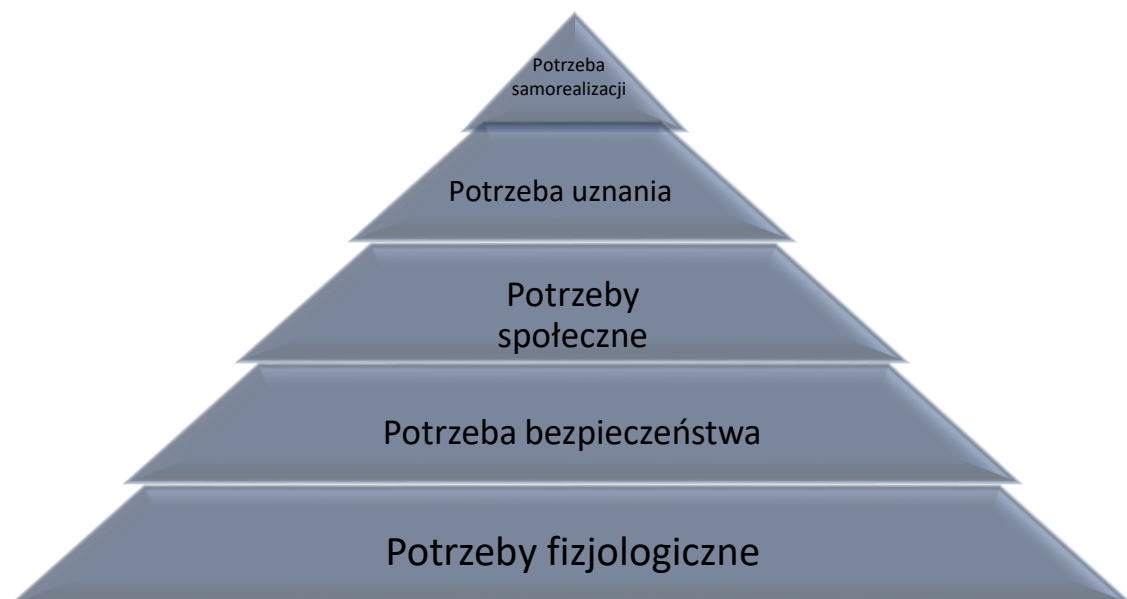 Potrzeba
samorealizacji
Potrzeba uznania
Potrzeby
społeczne
Potrzeba bezpieczeństwa
Potrzeby fizjologiczne